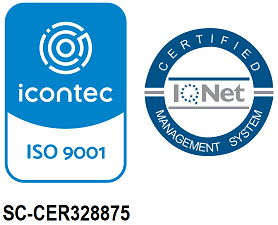 icontec
ISO 9001
SC-CER328875
CERTIFIED
IQNet
MANAGEMENT SYSTEM